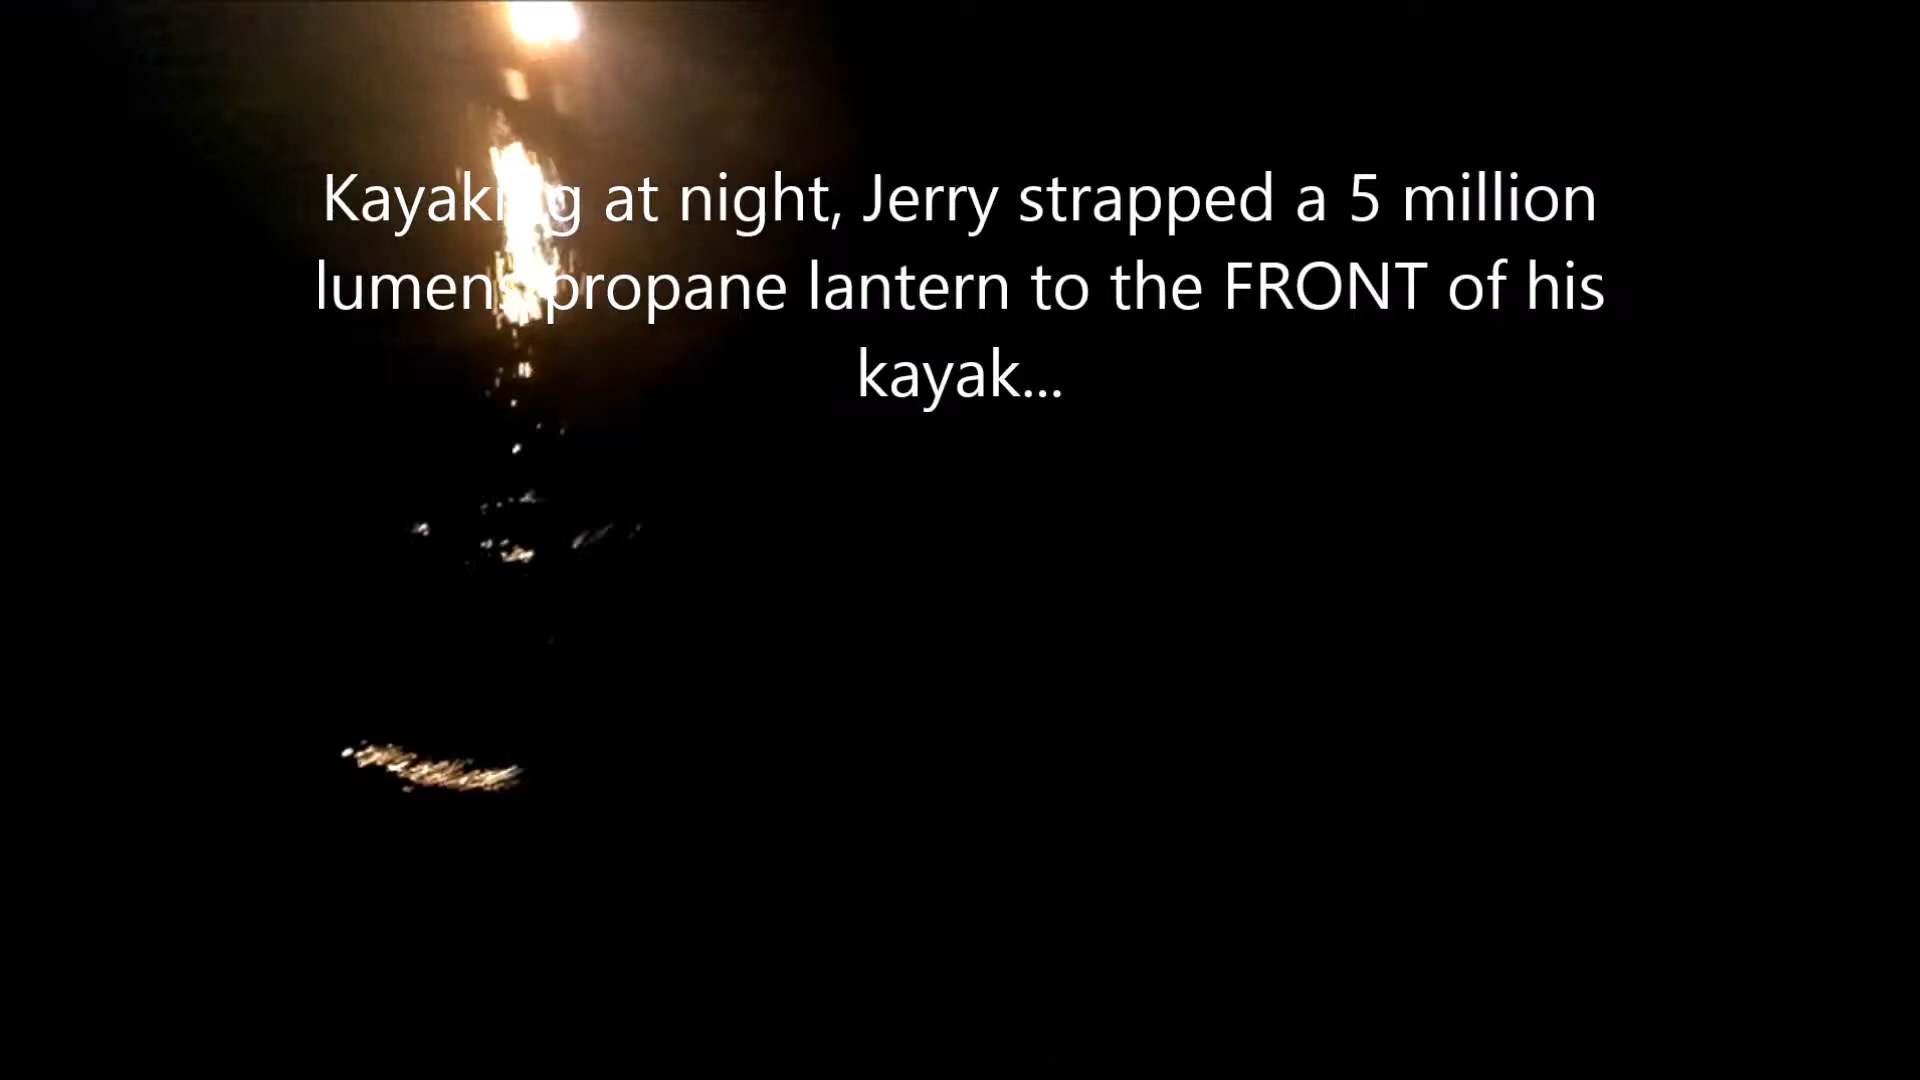 Kayaking at night, Jerry strapped a 5 million
lumens propane lantern to the FRONT of his
kayak...